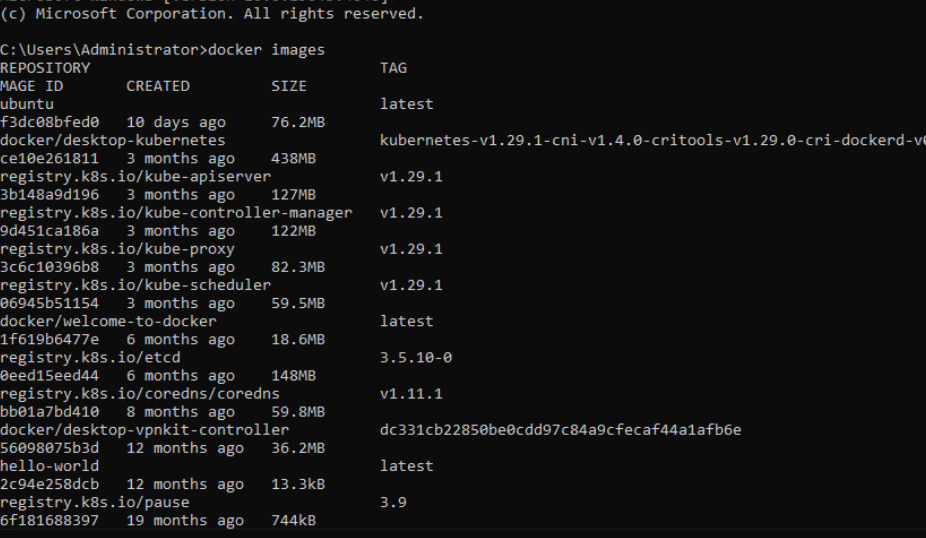 (c) Microsoft Corporation. All rights reserved.
C:\Users\Administrator>docker images
REPOSITORY TAG
MAGE ID CREATED SIZE
ubuntu latest
f3dc08bfed0 10 days ago 76.2MB
docker/desktop-kubernetes kubernetes-v1.29.1-cni-v1.4.0-critools-v1.29.0-cri-dockerd-v0
ce10e261811 3 months ago 438MB
registry.k8s.io/kube-apiserver v1.29.1
3b148a9d196 3 months ago 127MB
registry.k8s.io/kube-controller-manager v1.29.1
9d451ca186a 3 months ago 122MB
registry.k8s.io/kube-proxy v1.29.1
3c6c10396b8 3 months ago 82.3MB
registry.k8s.io/kube-scheduler v1.29.1
06945b51154 3 months ago 59.5MB
docker/welcome-to-docker latest
1f619b6477e 6 months ago 18.6MB
registry.k8s.io/etcd 3.5.10-0
0eed15eed44 6 months ago 148MB
registry.k8s.io/coredns/coredns v1.11.1
bb01a7bd410 8 months ago 59.8MB
docker/desktop-vpnkit-controller dc331cb22850be0cdd97c84a9cfecaf44a1afb6e
56098075b3d 12 months ago 36.2MB
hello-world latest
2c94e258dcb 12 months ago 13.3kB
registry.k8s.io/pause 3.9
6f181688397 19 months ago 744kB